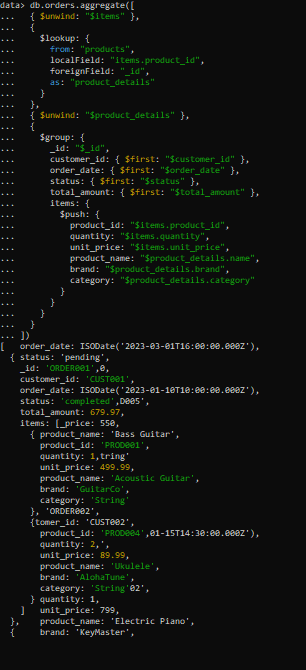 data> db.orders.aggregate([
...   { $unwind: "$items" },
...   {
...     $lookup: {
...       from: "products",
...       localField: "items.product_id",
...       foreignField: "_id",
...       as: "product_details"
...     }
...   },
...   { $unwind: "$product_details" },
...   {
...     $group: {
...       _id: "$_id",
...       customer_id: { $first: "$customer_id" },
...       order_date: { $first: "$order_date" },
...       status: { $first: "$status" },
...       total_amount: { $first: "$total_amount" },
...       items: {
...         $push: {
...           product_id: "$items.product_id",
...           quantity: "$items.quantity",
...           unit_price: "$items.unit_price",
...           product_name: "$product_details.name",
...           brand: "$product_details.brand",
...           category: "$product_details.category"
...         }
...       }
...     }
...   }
... ])
[   order_date: ISODate('2023-03-01T16:00:00.000Z'),
  { status: 'pending',
    _id: 'ORDER001',0,
    customer_id: 'CUST001',
    order_date: ISODate('2023-01-10T10:00:00.000Z'),
    status: 'completed',D005',
    total_amount: 679.97,
    items: [_price: 550,
      { product_name: 'Bass Guitar',
        product_id: 'PROD001',
        quantity: 1,tring'
        unit_price: 499.99,
        product_name: 'Acoustic Guitar',
        brand: 'GuitarCo',
        category: 'String'
      }, 'ORDER002',
      {tomer_id: 'CUST002',
        product_id: 'PROD004',01-15T14:30:00.000Z'),
        quantity: 2,',
        unit_price: 89.99,
        product_name: 'Ukulele',
        brand: 'AlohaTune',
        category: 'String'02',
      } quantity: 1,
    ]   unit_price: 799,
  },    product_name: 'Electric Piano',
  {     brand: 'KeyMaster',